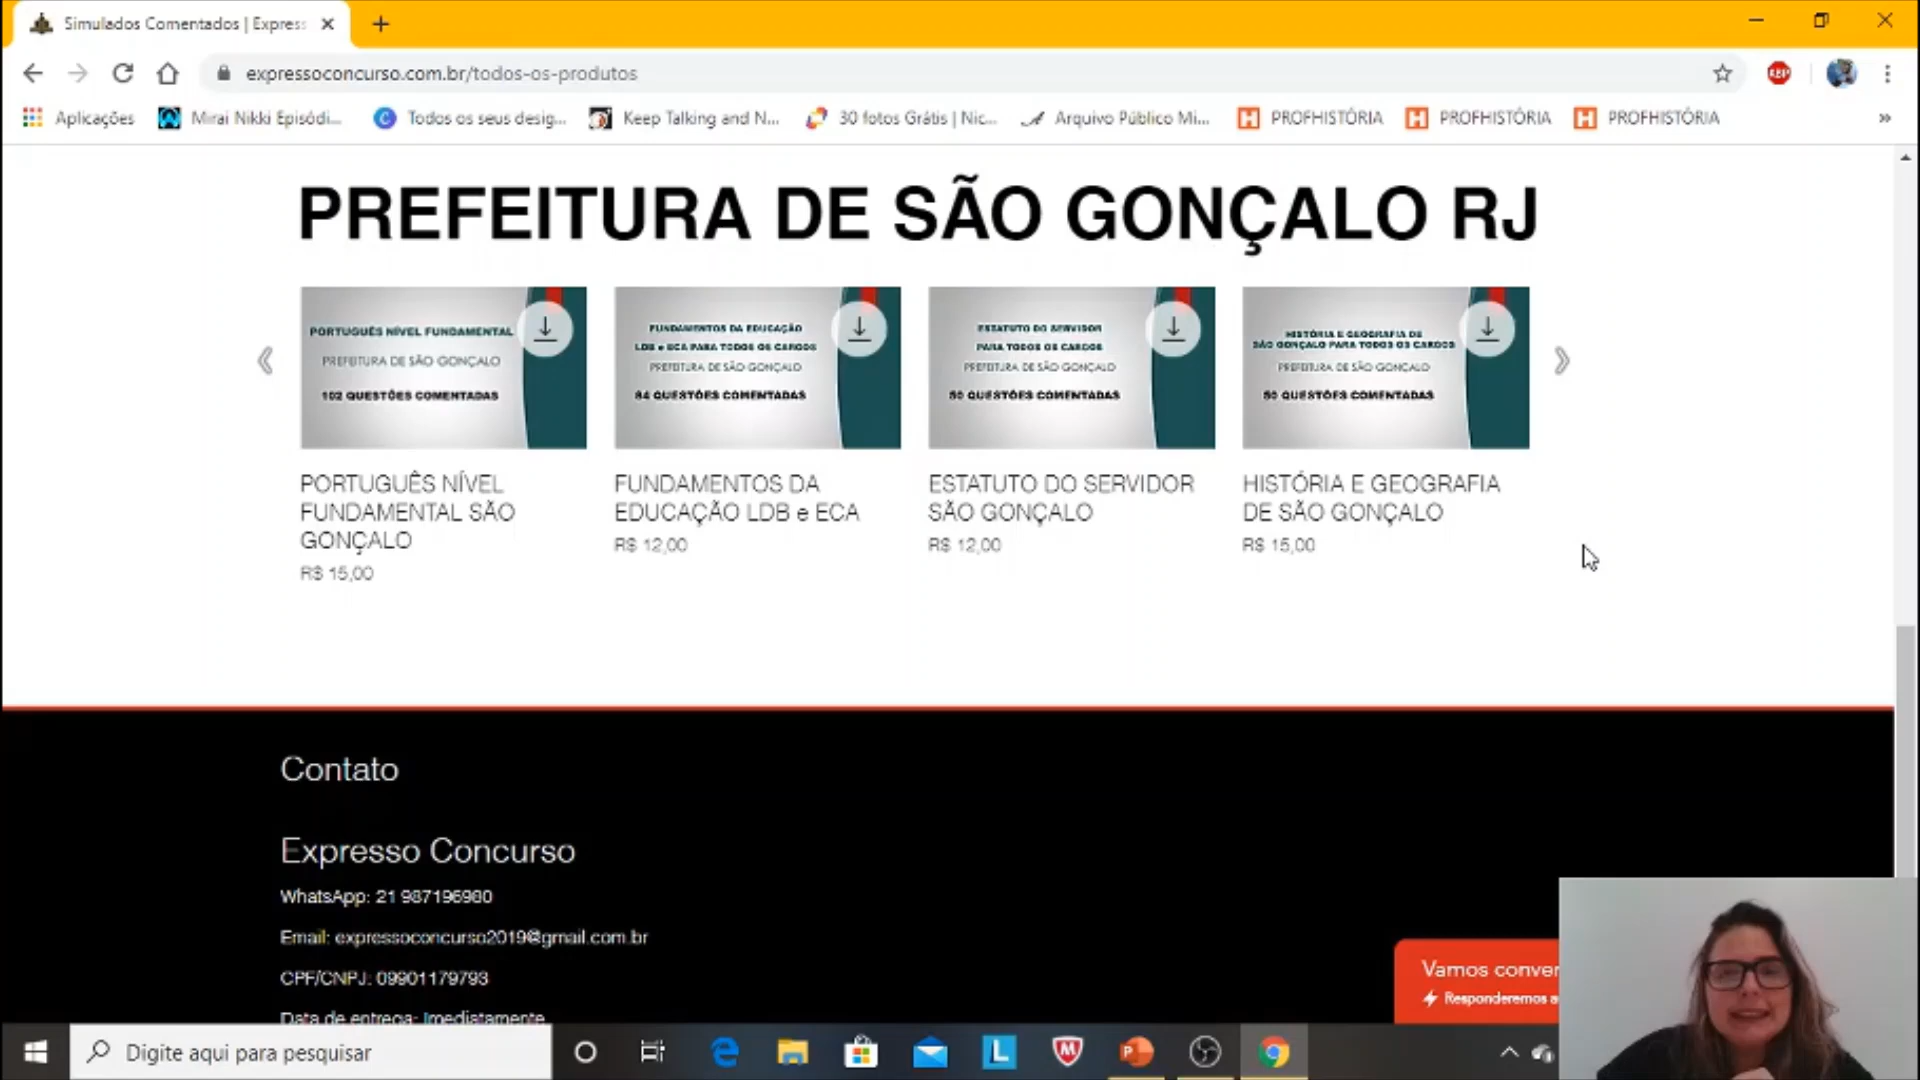 Simulados Comentados | Express
expressoconcurso.com.br/todos-os-produtos
ABP
Aplicações
Mirai Nikki Episódi...
Todos os seus desig...
Keep Talking and N...
30 fotos Grátis | Nic...
Arquivo Público Mi...
PROFHISTÓRIA
PROFHISTÓRIA
PROFHISTÓRIA
PREFEITURA DE SÃO GONÇALO RJ
PORTUGUÊS NÍVEL FUNDAMENTAL
PREFEITURA DE SÃO GONÇALO
102 QUESTÕES COMENTADAS
FUNDAMENTOS DA EDUCAÇÃO
LDB e ECA PARA TODOS OS CARGOS
PREFEITURA DE SÃO GONÇALO
84 QUESTÕES COMENTADAS
ESTATUTO DO SERVIDOR
PARA TODOS OS CARGOS
PREFEITURA DE SÃO GONÇALO
50 QUESTÕES COMENTADAS
HISTÓRIA E GEOGRAFIA DE
SÃO GONÇALO PARA TODOS OS CARGOS
PREFEITURA DE SÃO GONÇALO
50 QUESTÕES COMENTADAS
PORTUGUÊS NÍVEL
FUNDAMENTAL SÃO
GONÇALO
R$ 15,00
FUNDAMENTOS DA
EDUCAÇÃO LDB e ECA
R$ 12,00
ESTATUTO DO SERVIDOR
SÃO GONÇALO
R$ 12,00
HISTÓRIA E GEOGRAFIA
DE SÃO GONÇALO
R$ 15,00
Contato
Expresso Concurso
WhatsApp: 21 987196980
Email: expressoconcurso2019@gmail.com.br
CPF/CNPJ: 09901179793
Data de entrega: Imediatamente
Vamos conver
Responderemos a
Digite aqui para pesquisar